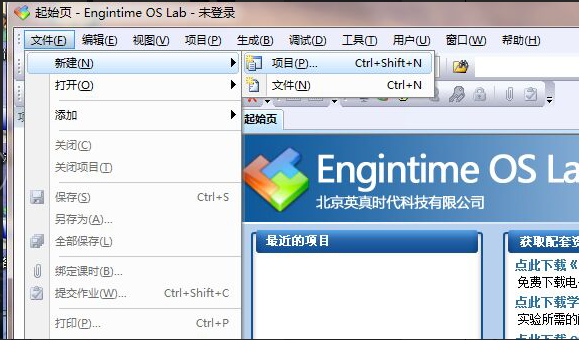 起始页 - Engintime OS Lab - 未登录
文件(F) 编辑(E) 视图(V) 项目(P) 生成(B) 调试(D) 工具(T) 用户(U) 窗口(W) 帮助(H)
新建(N)
项目(P)... Ctrl+Shift+N
打开(O)
文件(N) Ctrl+N
添加
起始页
关闭(C)
关闭项目(T)
保存(S) Ctrl+S
另存为(A)...
全部保存(L)
绑定课时(B)...
提交作业(W)... Ctrl+Shift+C
打印(P)... Ctrl+P
Engintime OS La
北京英真时代科技有限公司
最近的项目
获取配套资
点此下载《
免费下载电
点此下载学
实验所需的